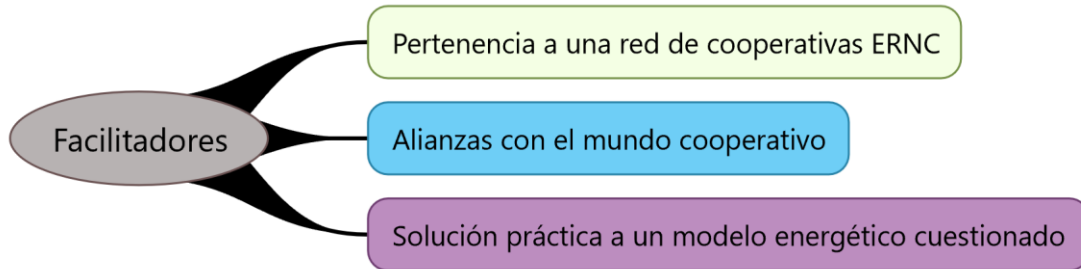 Pertenencia a una red de cooperativas ERNC
Facilitadores
Alianzas con el mundo cooperativo
Solución práctica a un modelo energético cuestionado